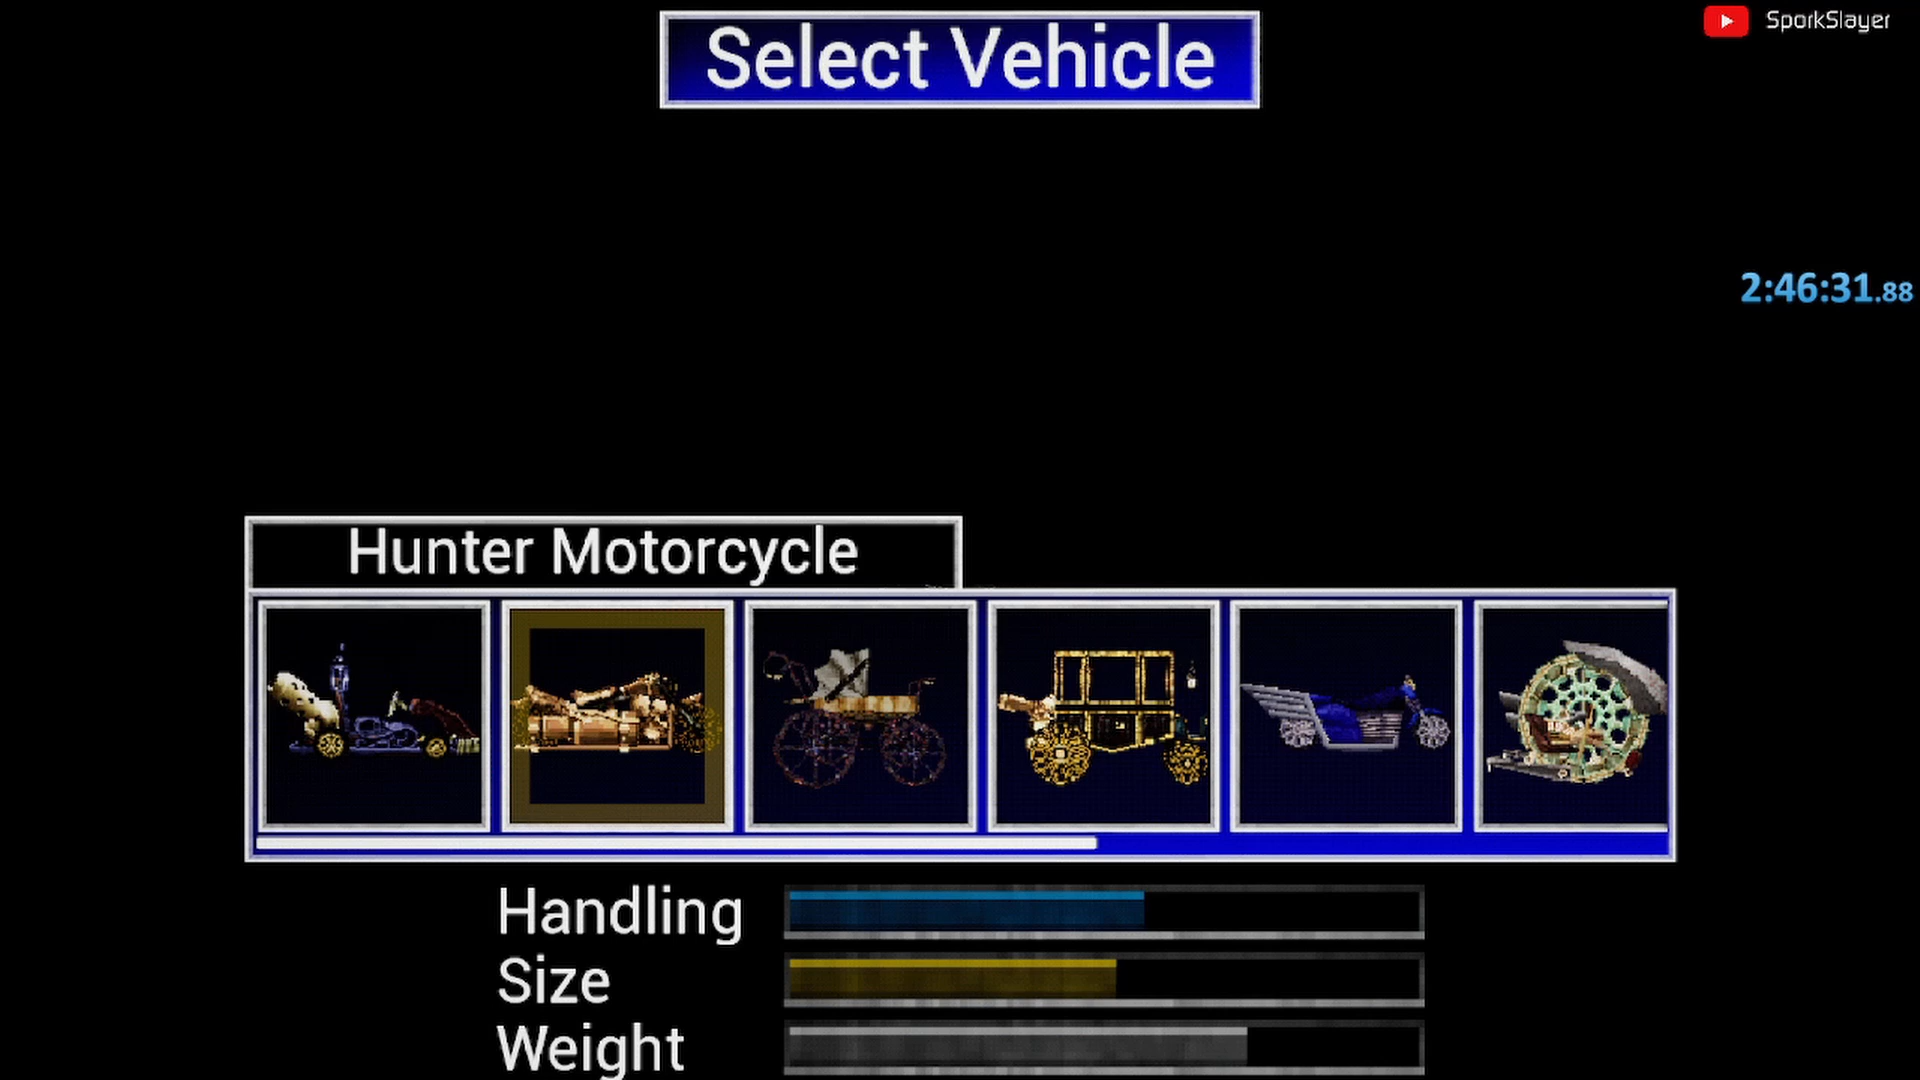 Select Vehicle
SporkSlayer
2:46:31.88
Hunter Motorcycle
Handling
Size
Weight